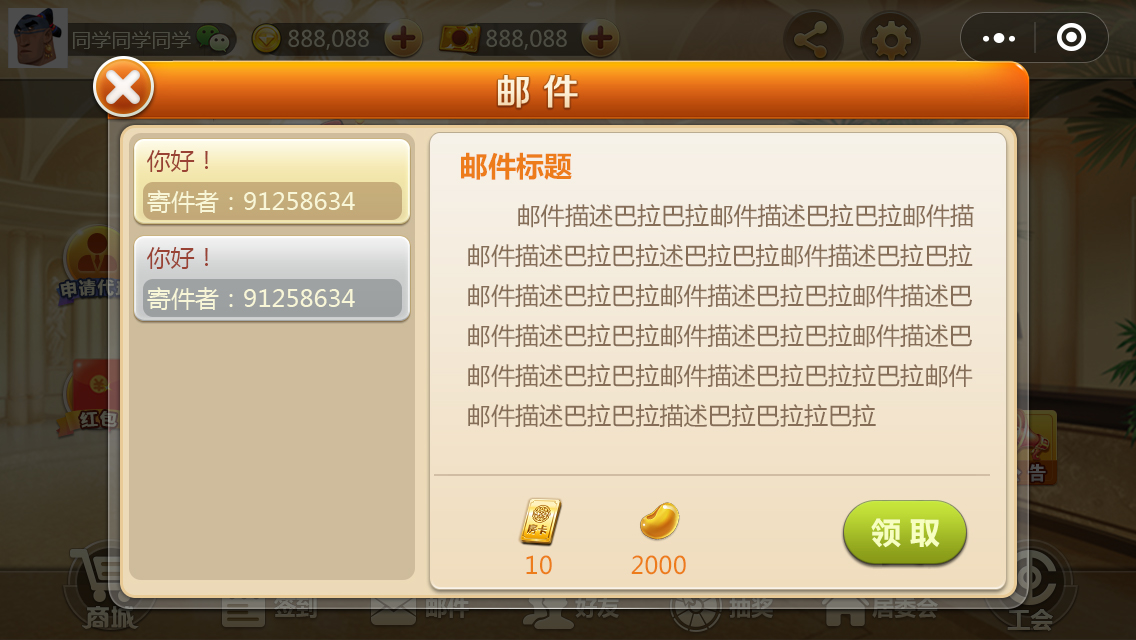 同学同学同学
888,088
888,088
邮件
你好！
寄件者：91258634
你好！
寄件者：91258634
邮件标题
邮件描述巴拉巴拉邮件描述巴拉巴拉邮件描
邮件描述巴拉巴拉述巴拉巴拉邮件描述巴拉巴拉
邮件描述巴拉巴拉邮件描述巴拉巴拉邮件描述巴
邮件描述巴拉巴拉邮件描述巴拉巴拉邮件描述巴
邮件描述巴拉巴拉邮件描述巴拉巴拉拉巴拉邮件
邮件描述巴拉巴拉描述巴拉巴拉拉巴拉
房卡
10
2000
领取
申请代
红包
告
商城
签到
邮件
好友
抽奖
居委会
工会